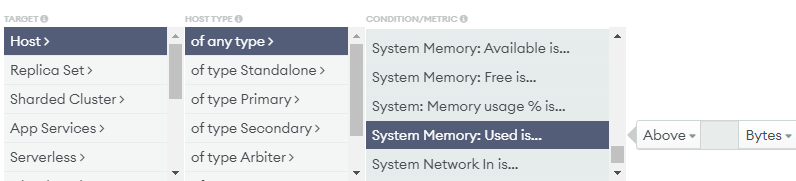 TARGET
HOST TYPE
CONDITION/METRIC
Host >
Replica Set >
Sharded Cluster >
App Services >
Serverless >
of any type >
of type Standalone >
of type Primary >
of type Secondary >
of type Arbiter >
System Memory: Available is...
System Memory: Free is...
System: Memory usage % is...
System Memory: Used is...
System Network In is...
Above
Bytes